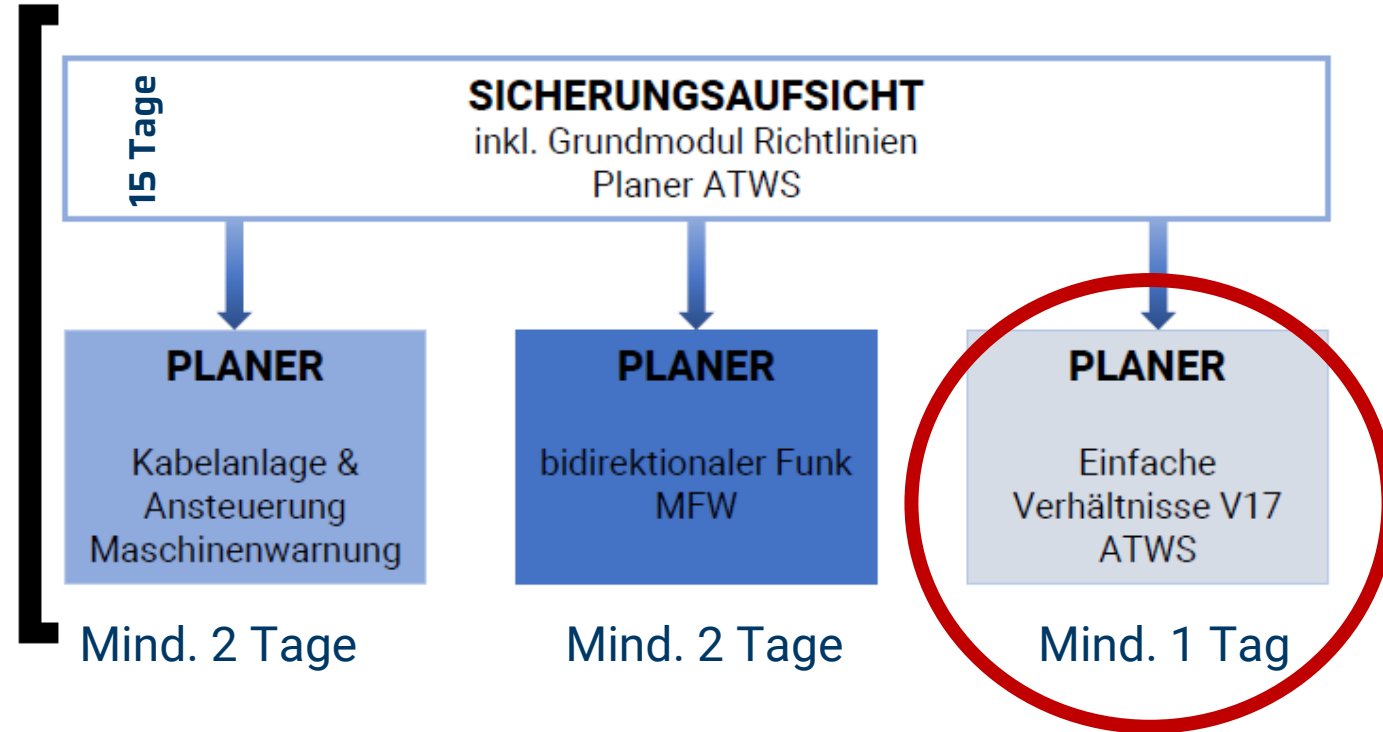 15 Tage
SICHERUNGSAUFSICHT
inkl. Grundmodul Richtlinien
Planer ATWS
PLANER
Kabelanlage &
Ansteuerung
Maschinenwarnung
Mind. 2 Tage
PLANER
bidirektionaler Funk
MFW
Mind. 2 Tage
PLANER
Einfache
Verhältnisse V17
ATWS
Mind. 1 Tag